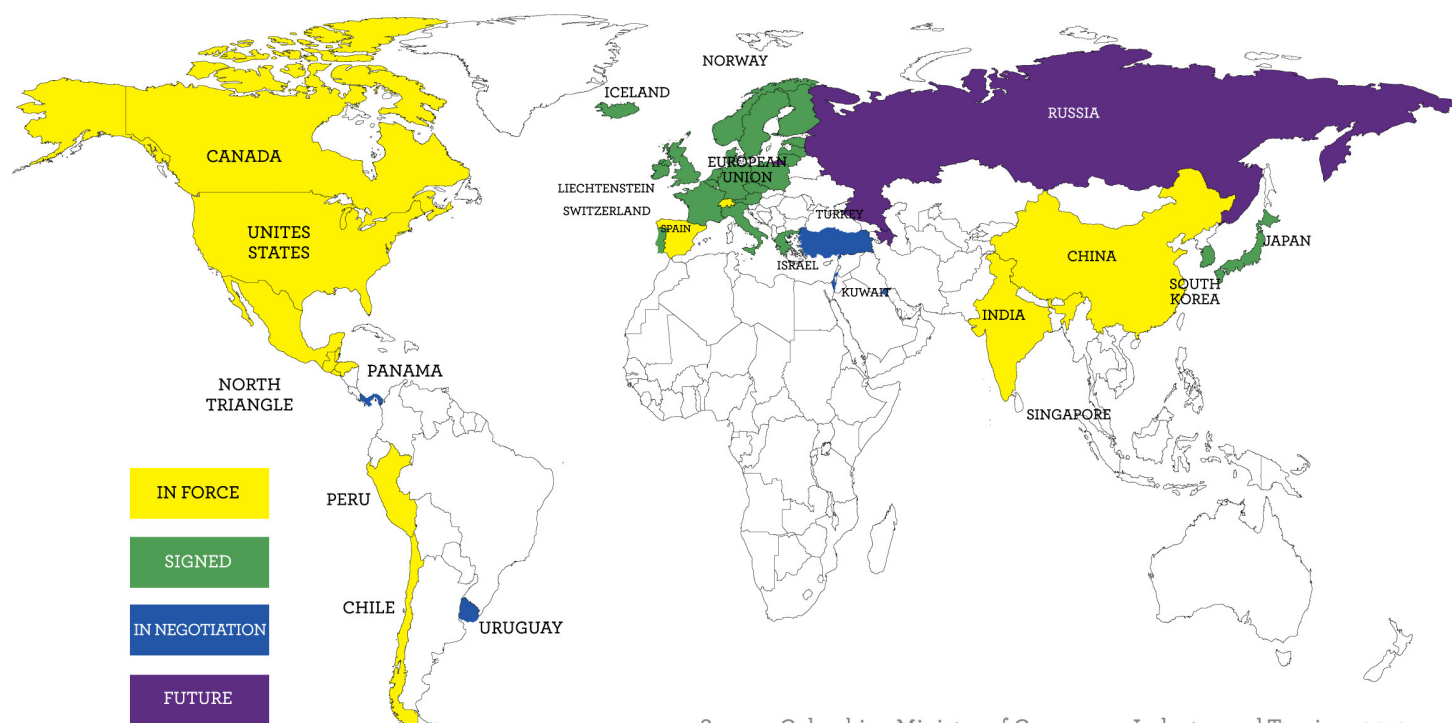 NORWAY
ICELAND
RUSSIA
CANADA
EUROPEAN
UNION
LIECHTENSTEIN
SWITZERLAND
TURKEY
SPAIN
UNITES
STATES
JAPAN
CHINA
ISRAEL
KUWAIT
SOUTH
KOREA
INDIA
PANAMA
NORTH
TRIANGLE
SINGAPORE
IN FORCE
PERU
SIGNED
CHILE
IN NEGOTIATION
URUGUAY
FUTURE